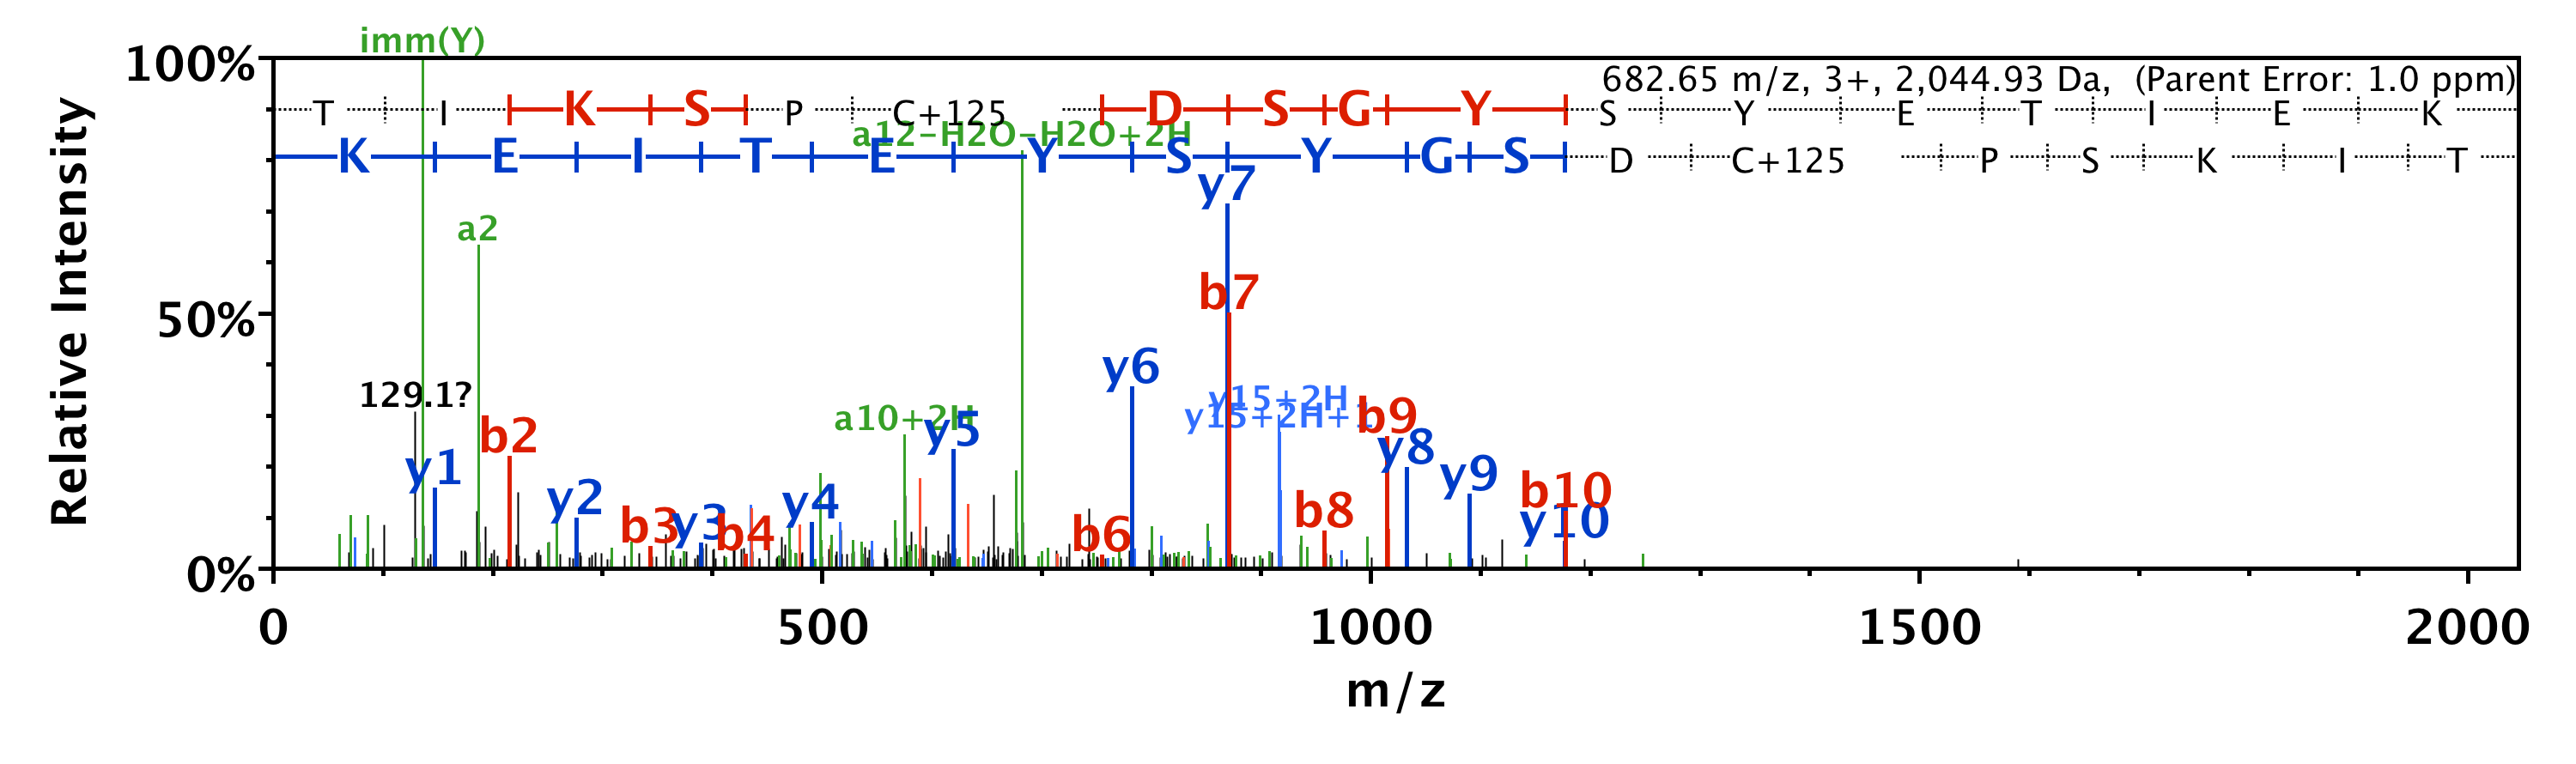 imm(Y)
100%
682.65 m/z, 3+, 2,044.93 Da, (Parent Error: 1.0 ppm)
T I K S P C+125 D S G Y S Y E T I E K
a12-H2O-H2O+2H
K E I T E Y S Y G S D C+125 P S K I T
y7
a2
b7
50%
y6
129.1?
y15+2H
y15+2H+1
b9
a10+2H
y5
b2
y8
y1
y9
y2
y4
b10
b8
b3
y3
b4
b6
y10
0%
0 500 1000 1500 2000
m/z
Relative Intensity